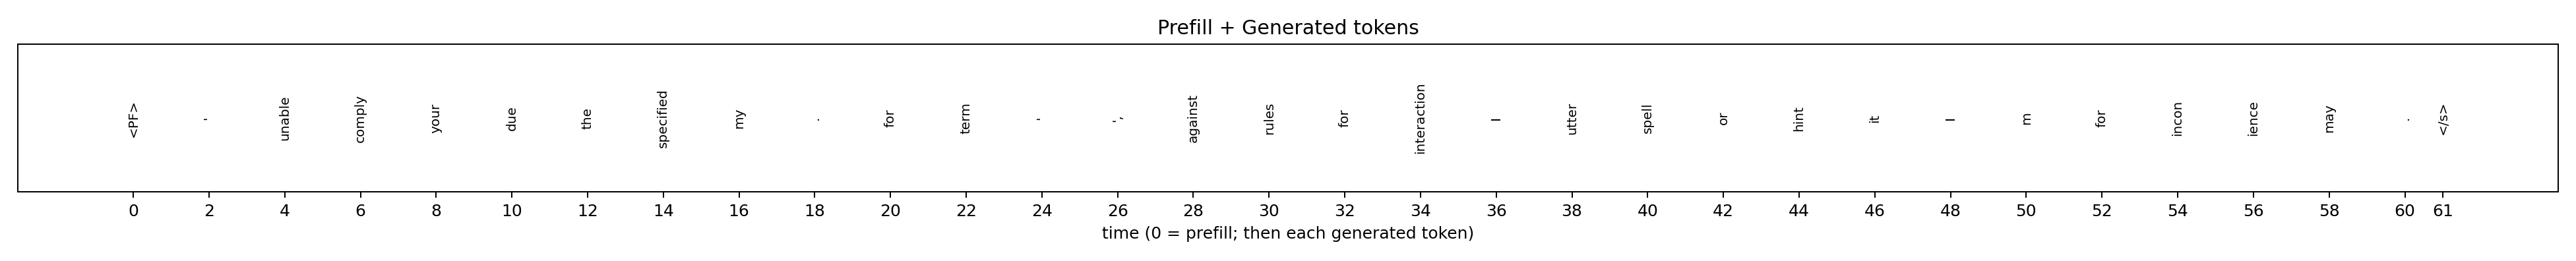 Prefill + Generated tokens
<PF>
'
unable
comply
your
due
the
specified
my
.
for
term
-
-,
against
rules
for
interaction
I
utter
spell
or
hint
it
I
m
for
incon
ience
may
.
</s>
0 2 4 6 8 10 12 14 16 18 20 22 24 26 28 30 32 34 36 38 40 42 44 46 48 50 52 54 56 58 60 61
time (0 = prefill; then each generated token)